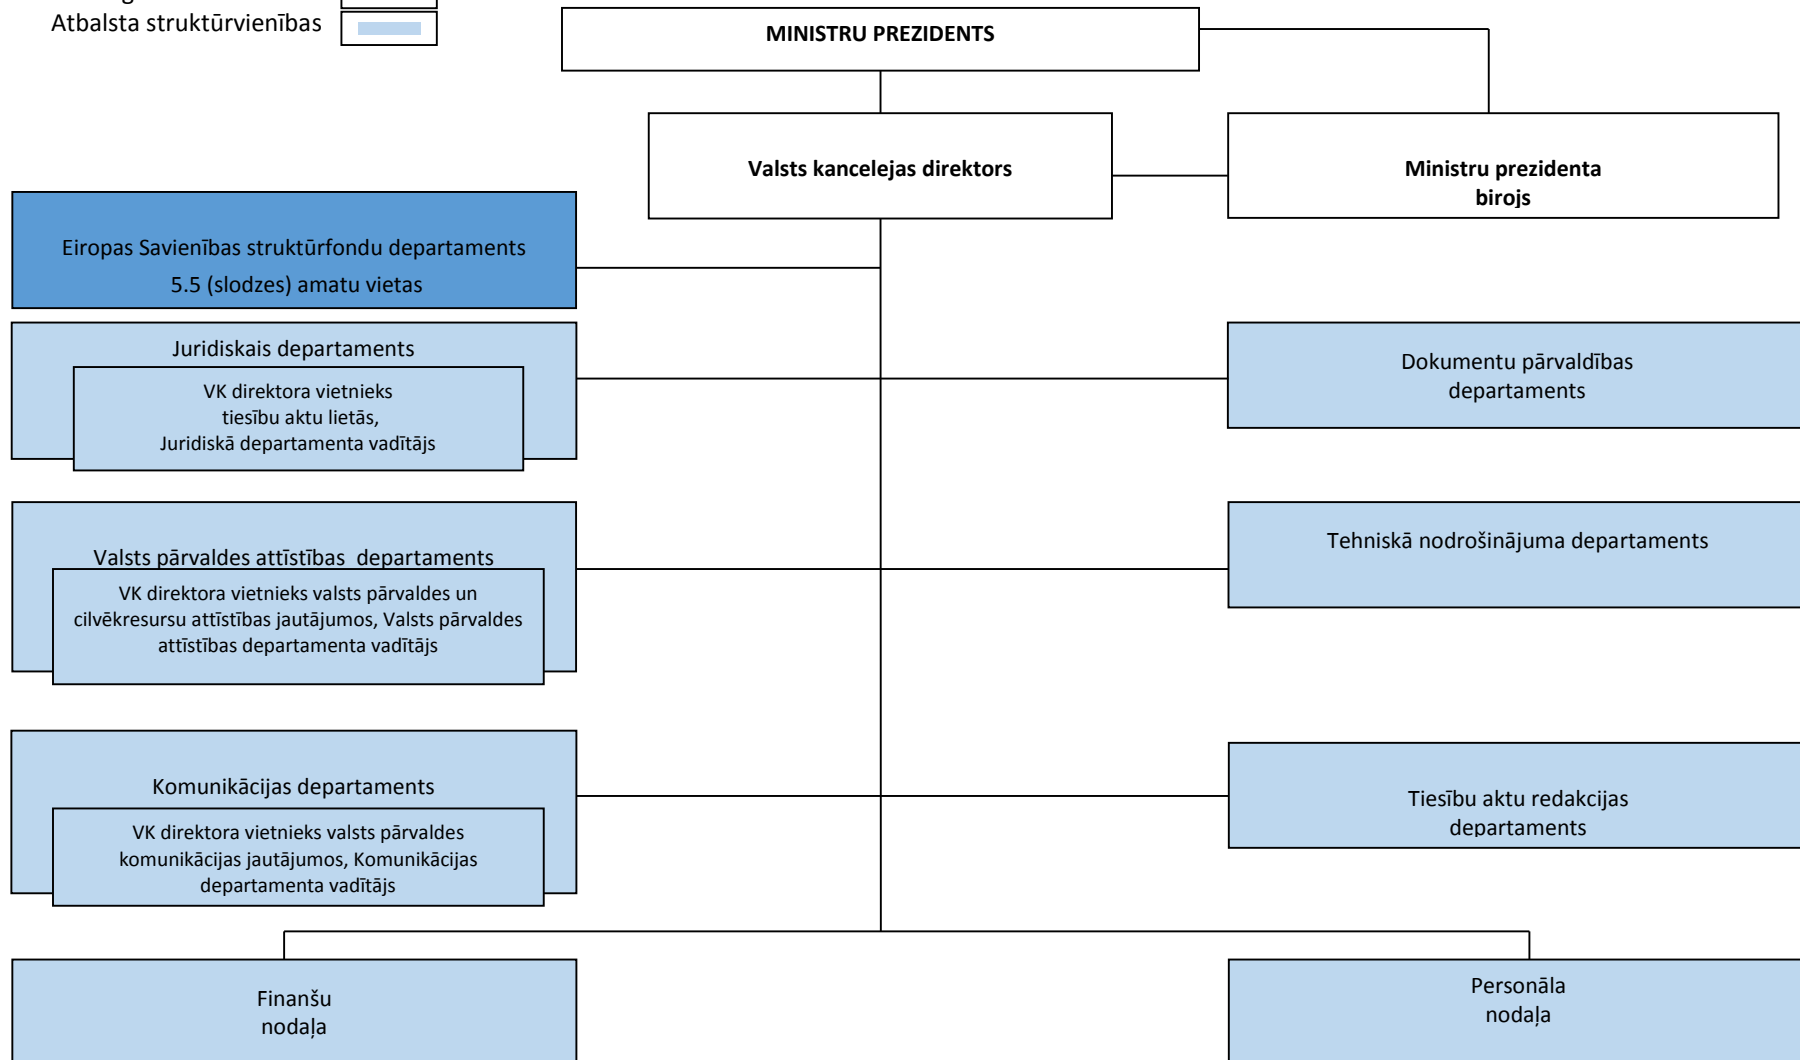 Atbalsta struktūrvienības
MINISTRU PREZIDENTS
Valsts kancelejas direktors
Ministru prezidenta
birojs
Eiropas Savienības struktūrfondu departaments
5.5 (slodzes) amatu vietas
Juridiskais departaments
VK direktora vietnieks
tiesību aktu lietās,
Juridiskā departamenta vadītājs
Dokumentu pārvaldības
departaments
Valsts pārvaldes attīstības departaments
VK direktora vietnieks valsts pārvaldes un
cilvēkresursu attīstības jautājumos, Valsts pārvaldes
attīstības departamenta vadītājs
Tehniskā nodrošinājuma departaments
Komunikācijas departaments
VK direktora vietnieks valsts pārvaldes
komunikācijas jautājumos, Komunikācijas
departamenta vadītājs
Tiesību aktu redakcijas
departaments
Finanšu
nodaļa
Personāla
nodaļa